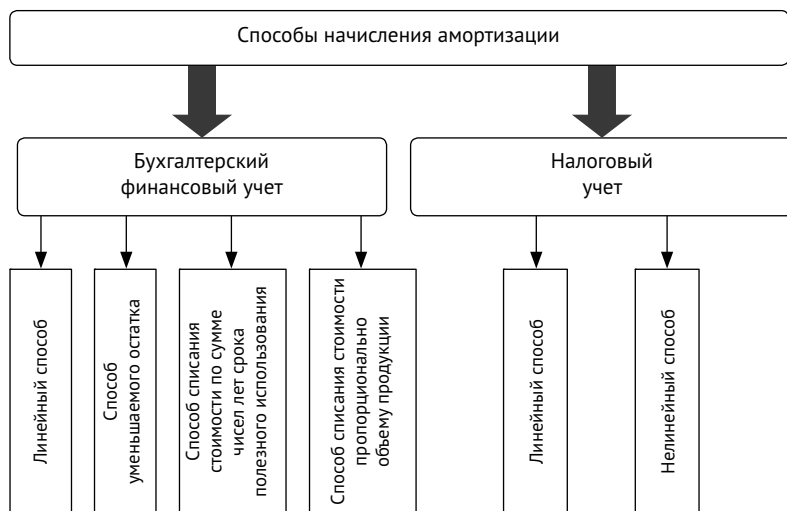 Способы начисления амортизации
Бухгалтерский
финансовый учет
Налоговый
учет
Линейный способ
Способ
уменьшаемого остатка
Способ списания
стоимости по сумме
чисел лет срока
полезного использования
Способ списания стоимости
пропорционально
объему продукции
Линейный способ
Нелинейный способ